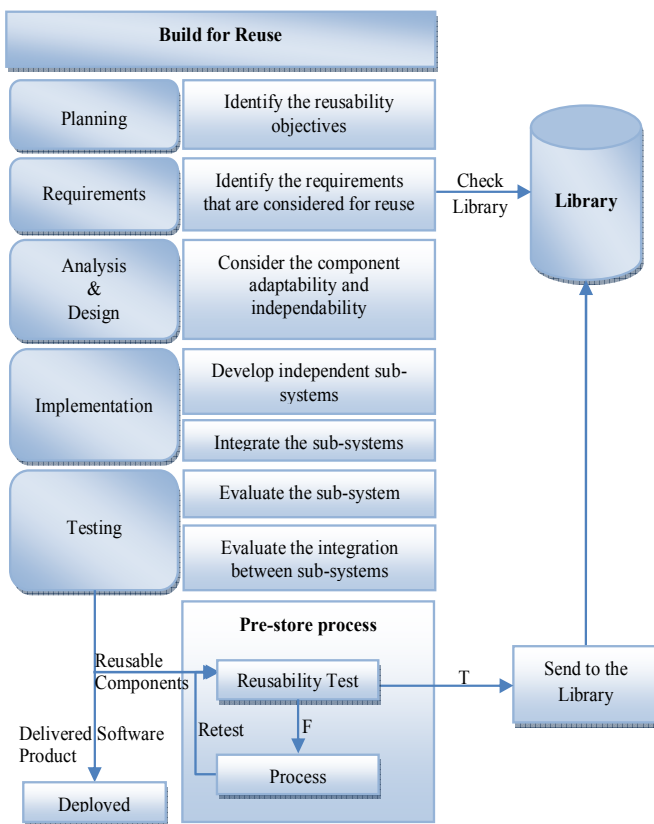 Build for Reuse
Planning
Identify the reusability
objectives
Requirements
Identify the requirements
that are considered for reuse
Check
Library
Library
Analysis
&
Design
Consider the component
adaptability and
independability
Implementation
Develop independent sub-
systems
Integrate the sub-systems
Testing
Evaluate the sub-system
Evaluate the integration
between sub-systems
Pre-store process
Reusable
Components
Reusability Test
T
Send to the
Library
F
Retest
Process
Delivered Software
Product
Deployed